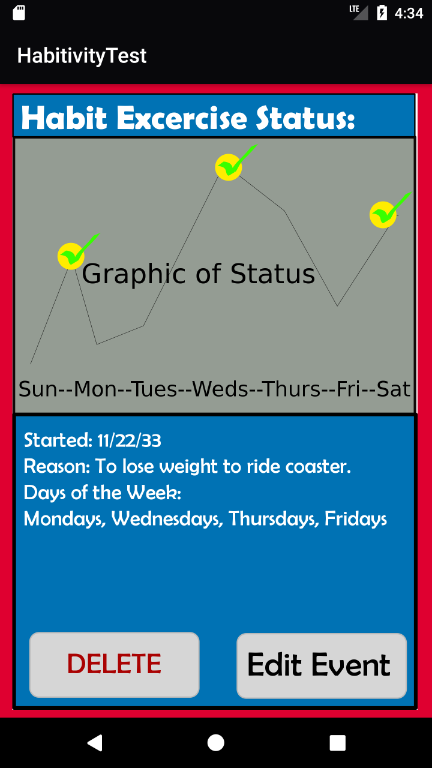 LTE 4:34
HabitivityTest
Habit Excercise Status:
Graphic of Status
Sun--Mon--Tues--Weds--Thurs--Fri--Sat
Started: 11/22/33
Reason: To lose weight to ride coaster.
Days of the Week:
Mondays, Wednesdays, Thursdays, Fridays
DELETE Edit Event